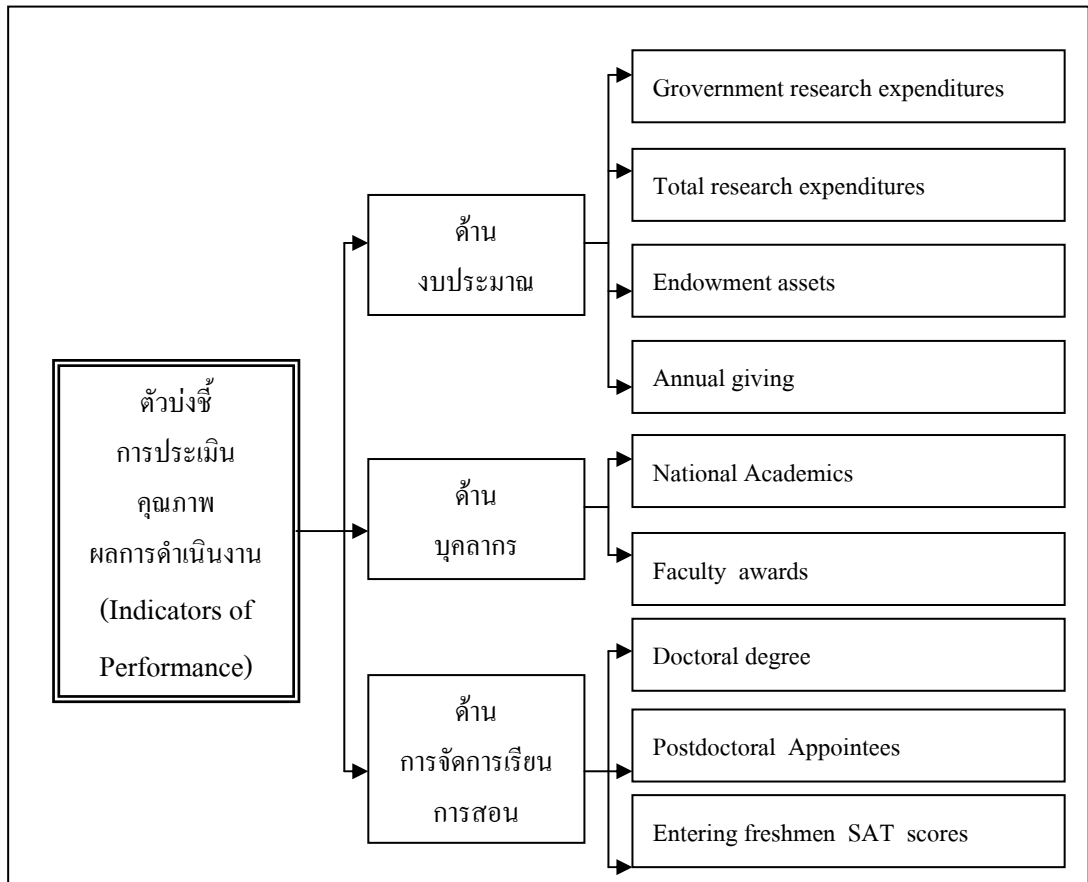 ตัวบ่งชี้
การประเมิน
คุณภาพ
ผลการดำเนินงาน
(Indicators of
Performance)
ด้าน
งบประมาณ
Grovernment research expenditures
Total research expenditures
Endowment assets
Annual giving
ด้าน
บุคลากร
National Academics
Faculty awards
ด้าน
การจัดการเรียน
การสอน
Doctoral degree
Postdoctoral Appointees
Entering freshmen SAT scores